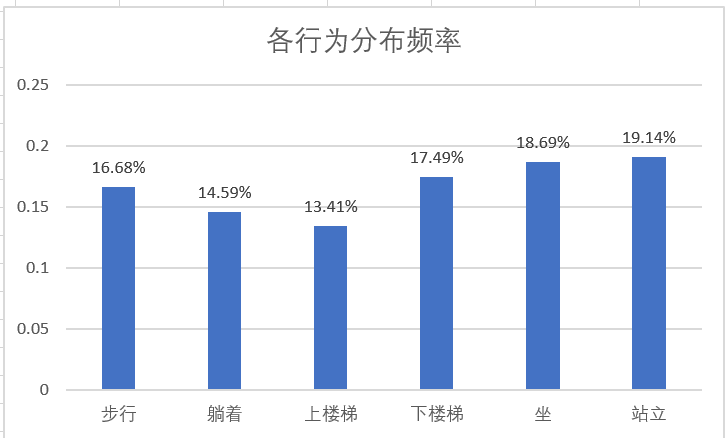 各行为分布频率
0.25
0.2
0.15
0.1
0.05
0
16.68%
14.59%
13.41%
17.49%
18.69%
19.14%
步行
躺着
上楼梯
下楼梯
坐
站立